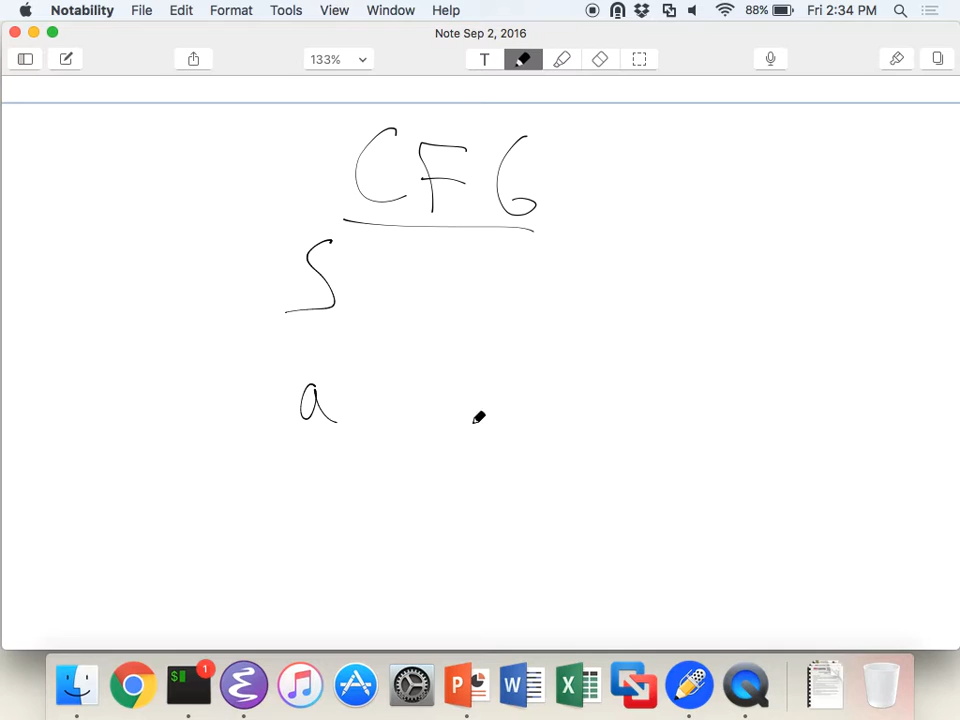 Notability File Edit Format Tools View Window Help 88% Fri 2:34 PM
Note Sep 2, 2016
133% T
CFG
S
a
$ 1 P W X